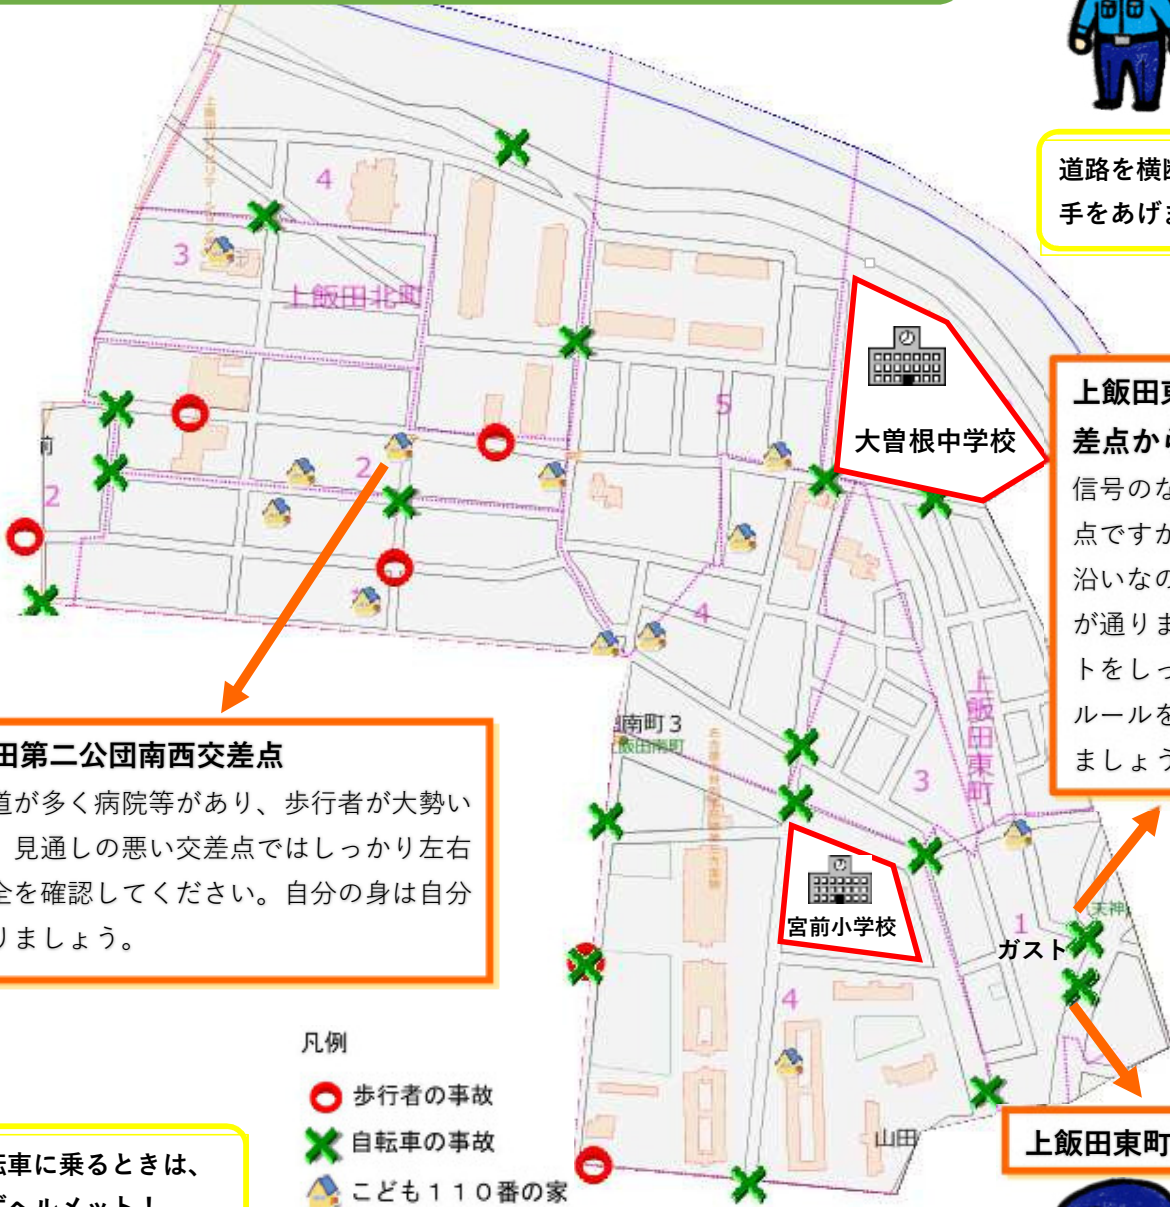 道路を横断
手をあげま
4
3
上飯田北町
大曽根中学校
5
2
2
4
上飯田東
差点から
信号のな
点ですが
沿いなの
が通りま
トをしっ
ルールを
ましょう
上飯田東町
南町3
飯田南町
3
田第二公団南西交差点
道が多く病院等があり、歩行者が大勢い
見通しの悪い交差点ではしっかり左右
全を確認してください。自分の身は自分
りましょう。
宮前小学校
1
天神
ガスト
4
山田
凡例
歩行者の事故
自転車の事故
こども110番の家
転車に乗るときは、
ずヘルメット!
上飯田東町